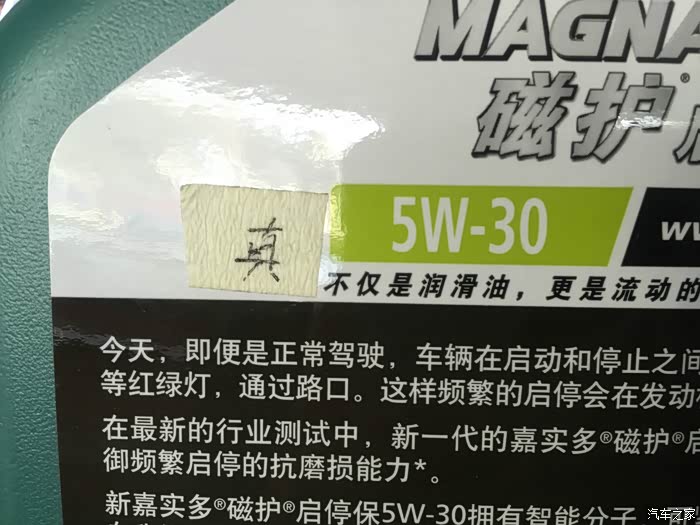 MAGNA
磁护®启
5W-30
ww
真
不仅是润滑油，更是流动的
今天，即便是正常驾驶，车辆在启动和停止之间
等红绿灯，通过路口。这样频繁的启停会在发动机
在最新的行业测试中，新一代的嘉实多®磁护®启
御频繁启停的抗磨损能力*。
新嘉实多®磁护®启停保5W-30拥有智能分子，
汽车之家